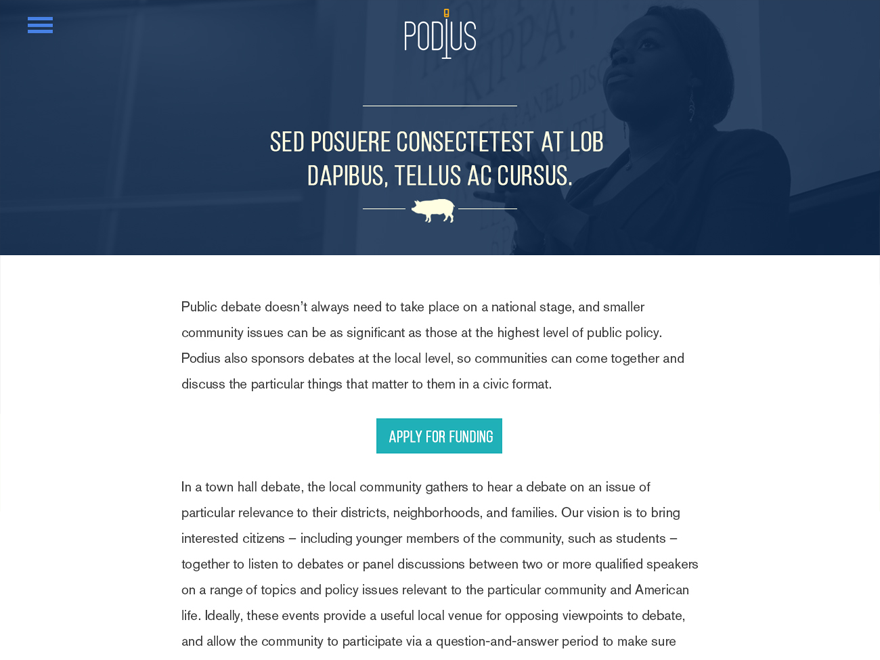 PODIUS
SED POSUERE CONSECTETEST AT LOB
DAPIBUS, TELLUS AC CURSUS.
Public debate doesn't always need to take place on a national stage, and smaller
community issues can be as significant as those at the highest level of public policy.
Podius also sponsors debates at the local level, so communities can come together and
discuss the particular things that matter to them in a civic format.
APPLY FOR FUNDING
In a town hall debate, the local community gathers to hear a debate on an issue of
particular relevance to their districts, neighborhoods, and families. Our vision is to bring
interested citizens – including younger members of the community, such as students –
together to listen to debates or panel discussions between two or more qualified speakers
on a range of topics and policy issues relevant to the particular community and American
life. Ideally, these events provide a useful local venue for opposing viewpoints to debate,
and allow the community to participate via a question-and-answer period to make sure